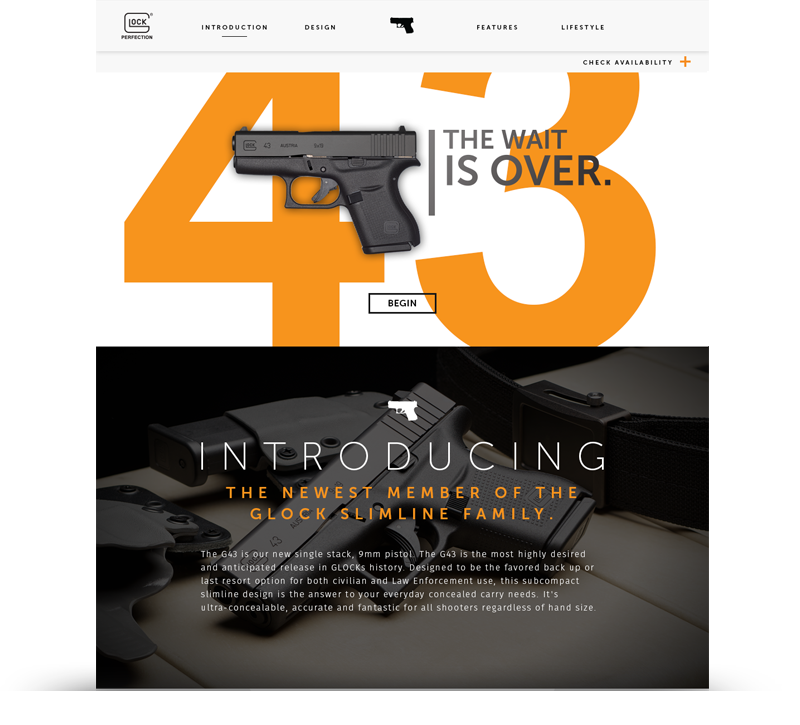 GLOCK
PERFECTION
INTRODUCTION
DESIGN
FEATURES
LIFESTYLE
CHECK AVAILABILITY
43
GLOCK 43 AUSTRIA 9x19
THE WAIT
IS OVER.
BEGIN
INTRODUCING
THE NEWEST MEMBER OF THE
GLOCK SLIMLINE FAMILY.
The G43 is our new single stack, 9mm pistol. The G43 is the most highly desired
and anticipated release in GLOCKs history. Designed to be the favored back up or
last resort option for both civilian and Law Enforcement use, this subcompact
slimline design is the answer to your everyday concealed carry needs. It's
ultra-concealable, accurate and fantastic for all shooters regardless of hand size.